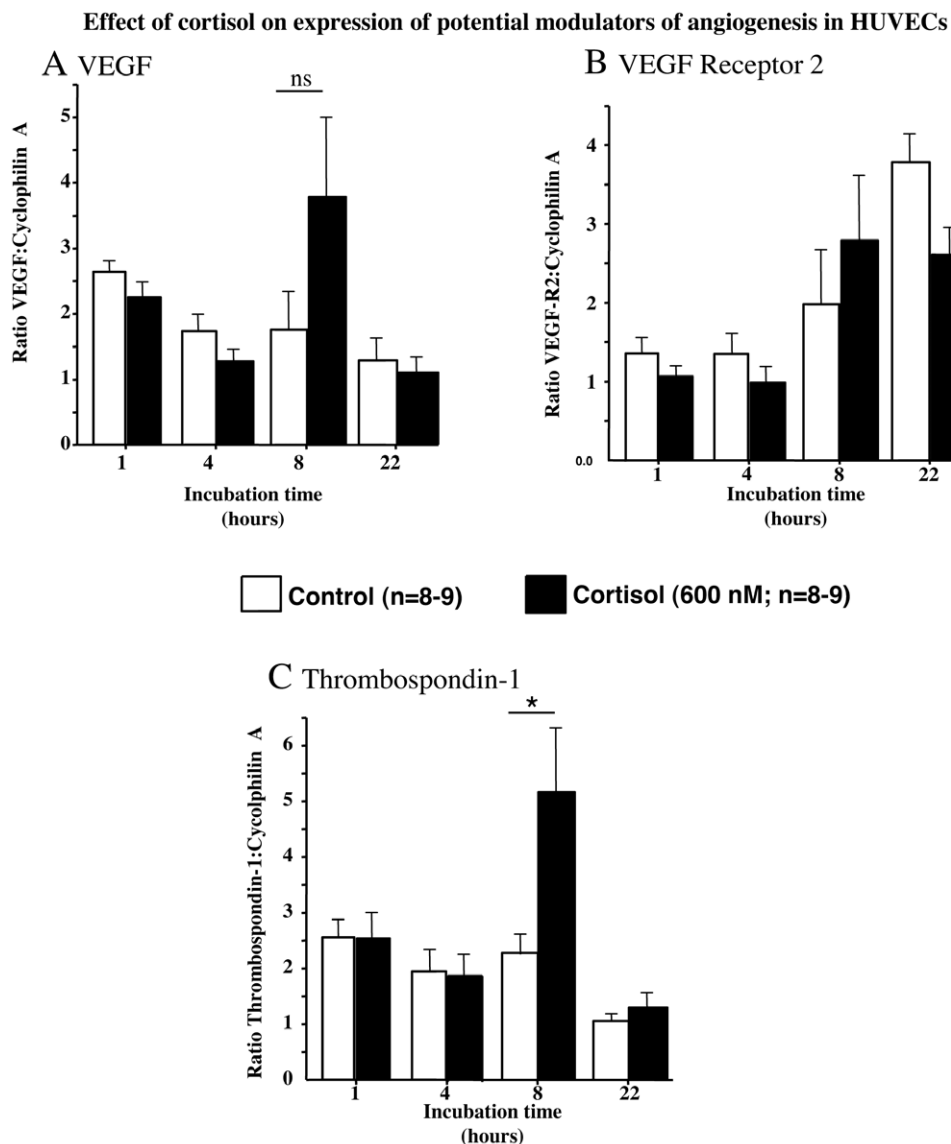 Effect of cortisol on expression of potential modulators of angiogenesis in HUVECs
A VEGF
Ratio VEGF:Cyclophilin A
5
4
3
2
1
0
ns
1 4 8 22
Incubation time
(hours)
B VEGF Receptor 2
Ratio VEGF-R2:Cyclophilin A
4
3
2
1
0.0
1 4 8 22
Incubation time
(hours)
Control (n=8-9)
Cortisol (600 nM; n=8-9)
C Thrombospondin-1
Ratio Thrombospondin-1:Cycolphilin A
6
5
4
3
2
1
0
*
1 4 8 22
Incubation time
(hours)